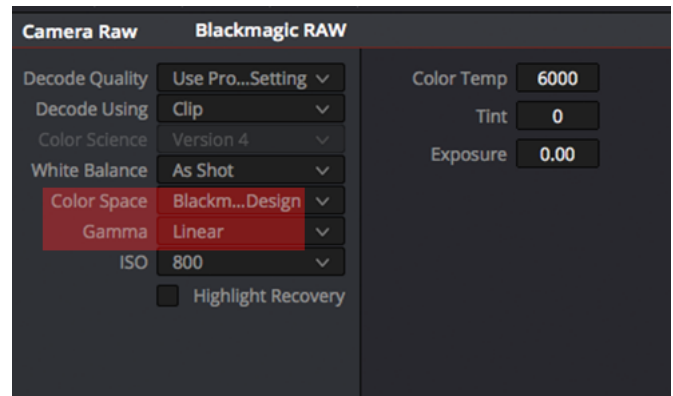 Camera Raw Blackmagic RAW
Decode Quality Use Pro...Setting
Decode Using Clip
Color Science Version 4
White Balance As Shot
Color Space Blackm...Design
Gamma Linear
ISO 800
Highlight Recovery
Color Temp 6000
Tint 0
Exposure 0.00